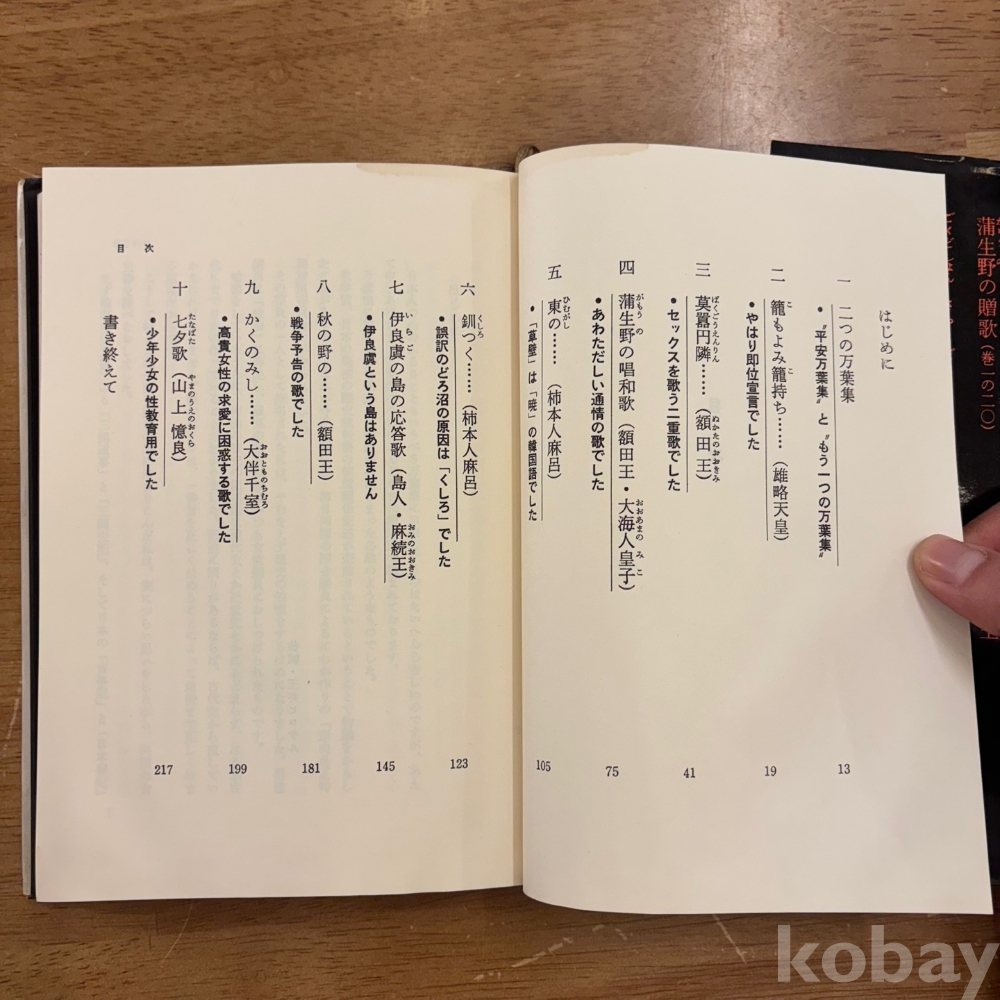 はじめに
一 二つの万葉集
● “平安万葉集” と “もう一つの万葉集”
13
二 籠もよみ籠持ち……(雄略天皇)
● やはり即位宣言でした
19
三 莫囂円隣……(額田王)
● セックスを歌う二重歌でした
41
四 蒲生野の唱和歌(額田王・大海人皇子)
● あわただしい通情の歌でした
75
五 東の……(柿本人麻呂)
● 「草壁」は「暁」の韓国語でした
105
目次
六 釧つく……(柿本人麻呂)
● 誤訳のどろ沼の原因は「くしろ」でした
123
七 伊良虞の島の応答歌(島人・麻続王)
● 伊良虞という島はありません
145
八 秋の野の……(額田王)
● 戦争予告の歌でした
181
九 かくのみし……(大伴千室)
● 高貴女性の求愛に困惑する歌でした
199
十 七夕歌(山上憶良)
● 少年少女の性教育用でした
217
書き終えて
蒲生野の贈歌(巻一の二〇)
kobay